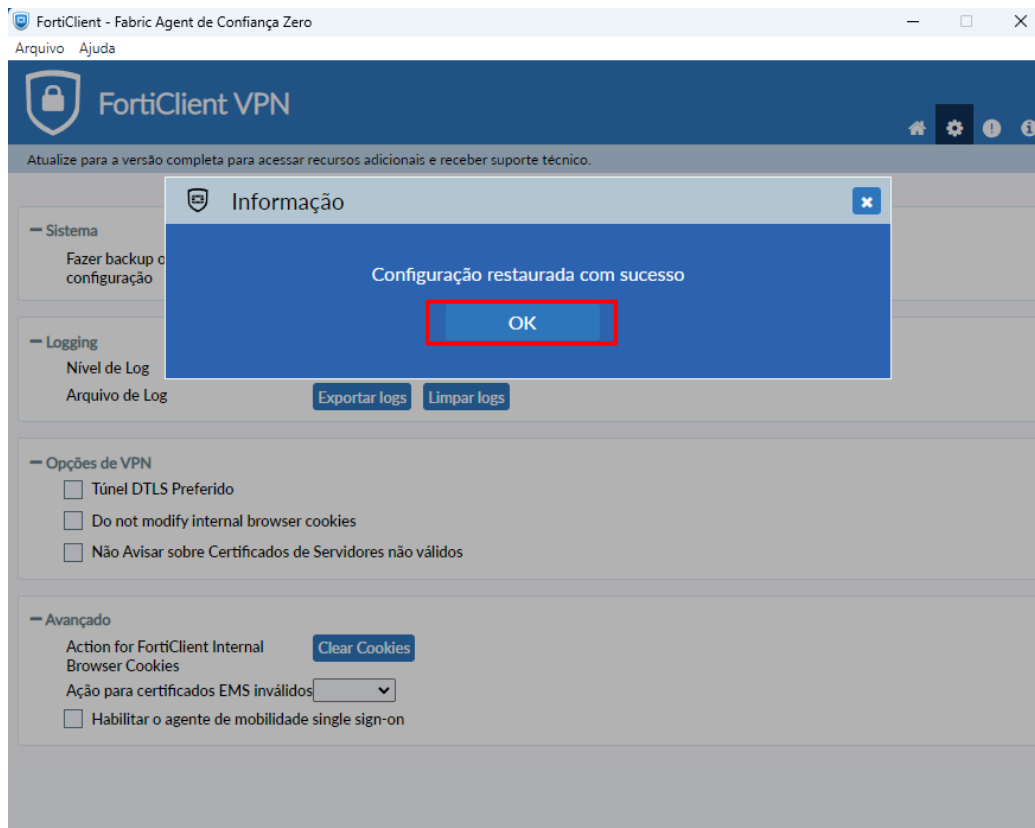 FortiClient - Fabric Agent de Confiança Zero
Arquivo Ajuda
FortiClient VPN
Atualize para a versão completa para acessar recursos adicionais e receber suporte técnico.
Informação
Configuração restaurada com sucesso
OK
Sistema
Fazer backup o
configuração
Logging
Nível de Log
Arquivo de Log Exportar logs Limpar logs
Opções de VPN
Túnel DTLS Preferido
Do not modify internal browser cookies
Não Avisar sobre Certificados de Servidores não válidos
Avançado
Action for FortiClient Internal
Browser Cookies
Clear Cookies
Ação para certificados EMS inválidos
Habilitar o agente de mobilidade single sign-on